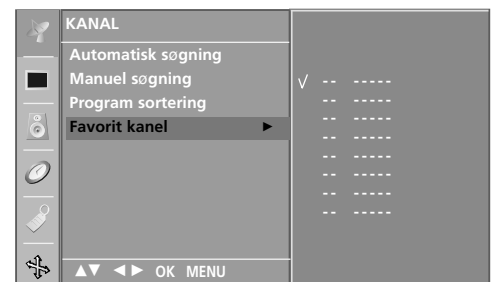 KANAL
Automatisk søgning
Manuel søgning
Program sortering
Favorit kanel ►
√ -- -----
-- -----
-- -----
-- -----
-- -----
-- -----
-- -----
-- -----
▲▼ ◄► OK MENU